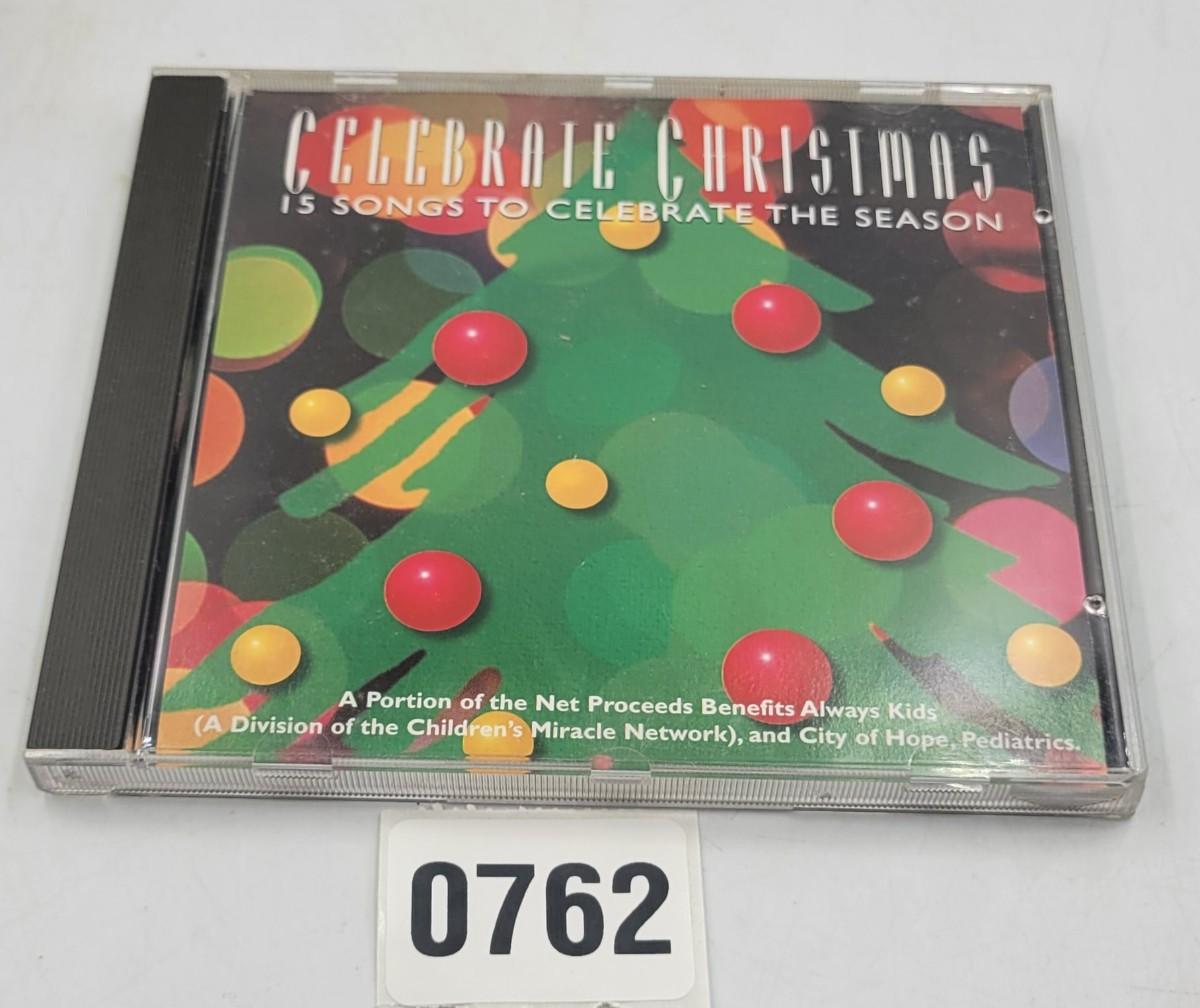 CELEBRATE CHRISTMAS
15 SONGS TO CELEBRATE THE SEASON
A Portion of the Net Proceeds Benefits Always Kids
(A Division of the Children's Miracle Network), and City of Hope, Pediatrics.
0762